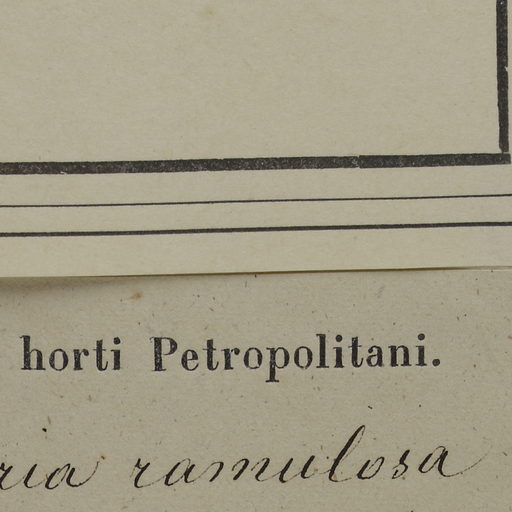 horti Petropolitani.
ria ramulosa